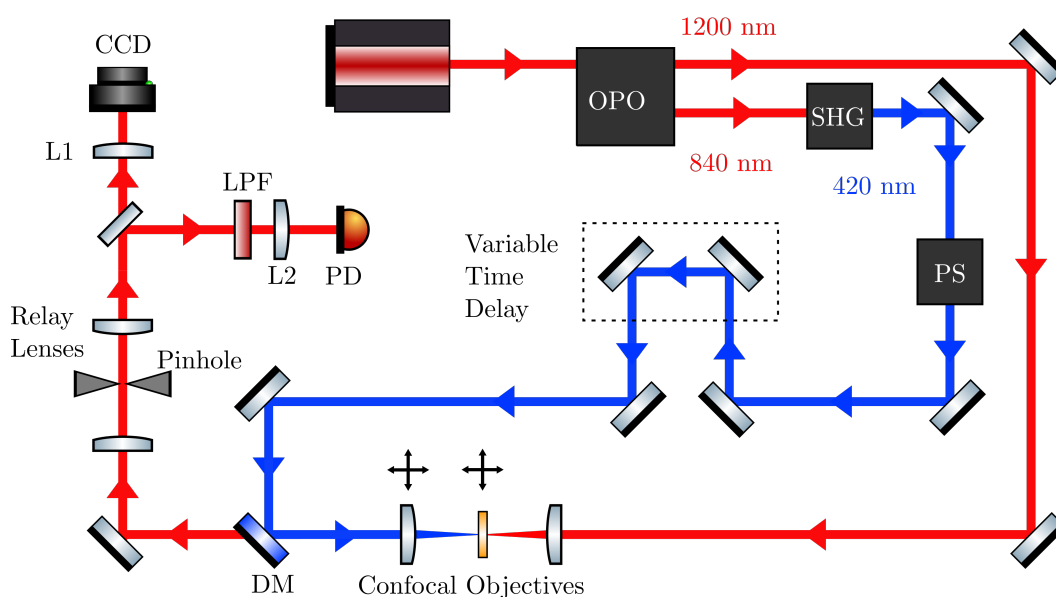 CCD
1200 nm
OPO
SHG
L1
840 nm
420 nm
LPF
Variable
Time
Delay
L2
PD
PS
Relay
Lenses
Pinhole
DM
Confocal Objectives